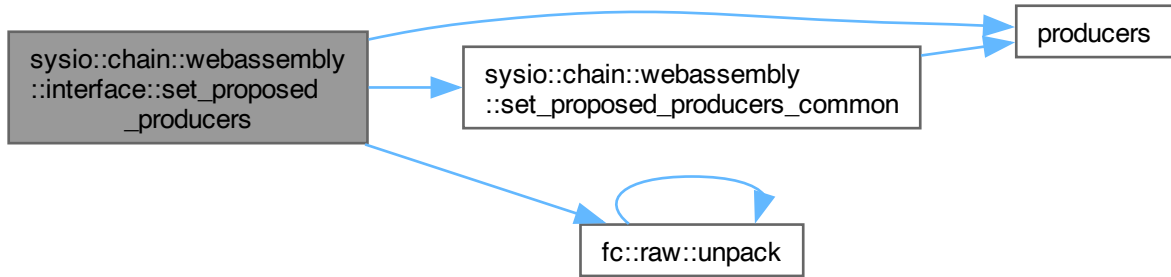 sysio::chain::webassembly
::interface::set_proposed
_producers
sysio::chain::webassembly
::set_proposed_producers_common
producers
fc::raw::unpack